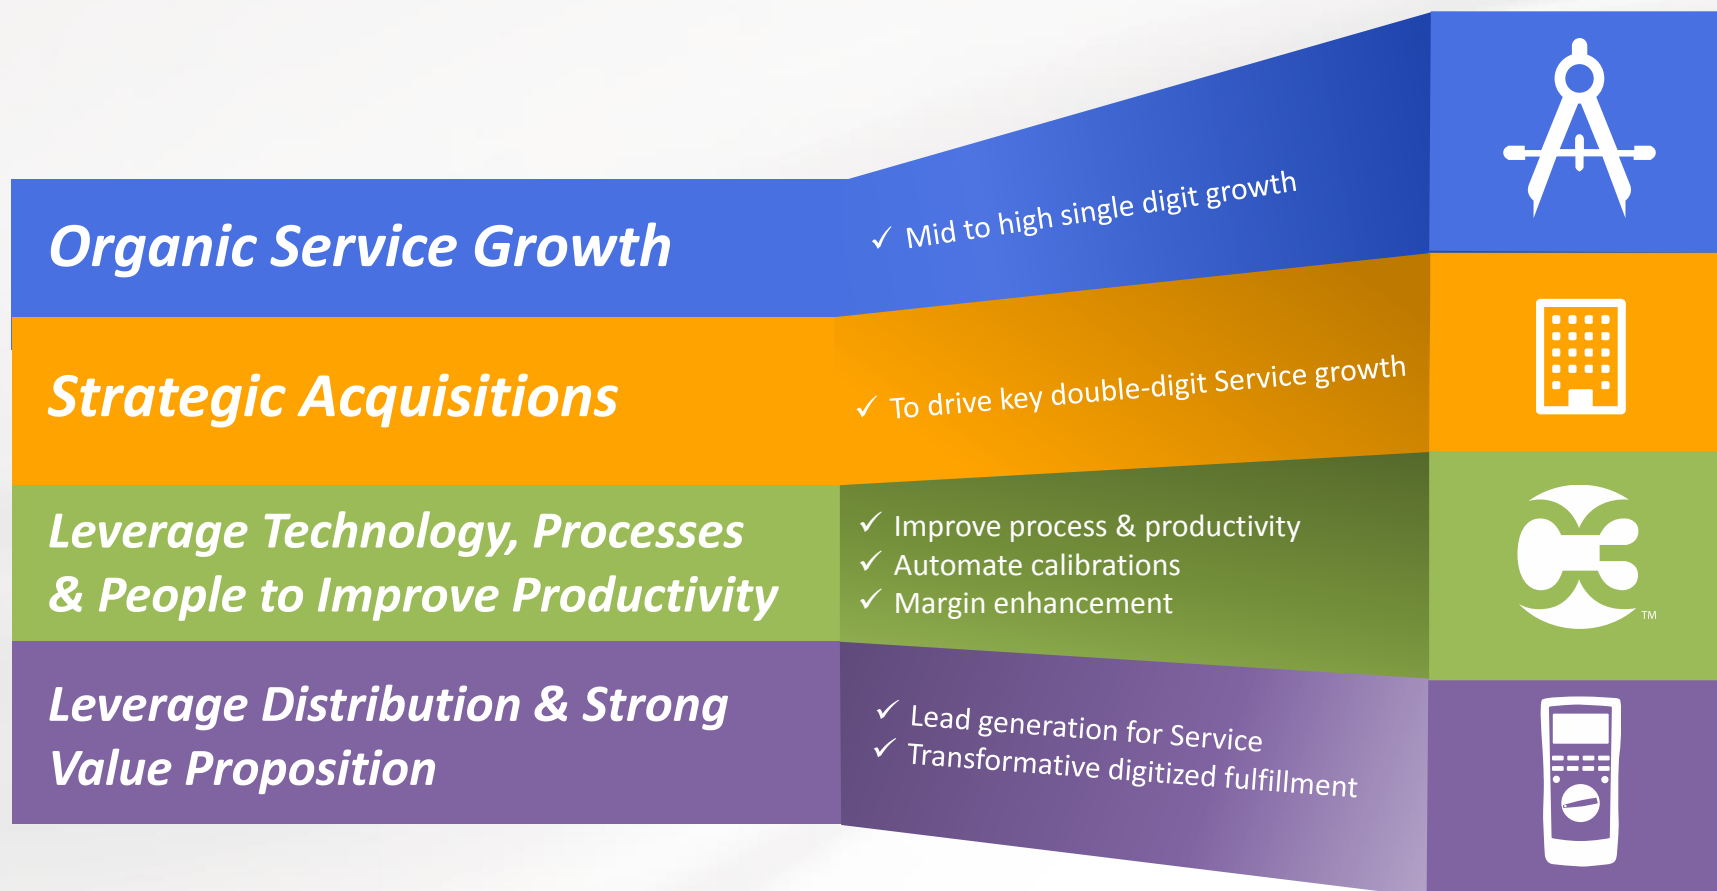 Organic Service Growth
✓ Mid to high single digit growth
Strategic Acquisitions
✓ To drive key double-digit Service growth
Leverage Technology, Processes
& People to Improve Productivity
✓ Improve process & productivity
✓ Automate calibrations
✓ Margin enhancement
TM
Leverage Distribution & Strong
Value Proposition
✓ Lead generation for Service
✓ Transformative digitized fulfillment